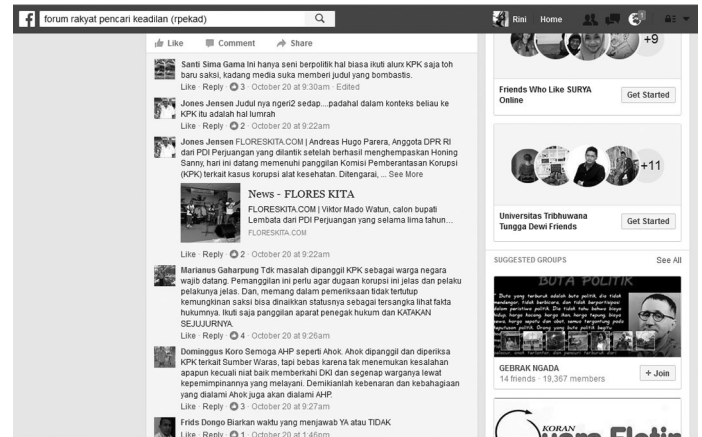 forum rakyat pencari keadilan (rpekad)
Rini Home
Like Comment Share
Santi Sima Gama Ini hanya seni berpolitik hal biasa ikuti alurx KPK saja toh
baru saksi, kadang media suka memberi judul yang bombastis.
Like · Reply · 3 · October 20 at 9:30am · Edited
Jones Jensen Judul nya ngeri2 sedap....padahal dalam konteks beliau ke
KPK itu adalah hal lumrah
Like · Reply · 2 · October 20 at 9:22am
Jones Jensen FLORESKITA.COM | Andreas Hugo Parera, Anggota DPR RI
dari PDI Perjuangan yang dilantik setelah berhasil menghempaskan Honing
Sanny, hari ini datang memenuhi panggilan Komisi Pemberantasan Korupsi
(KPK) terkait kasus korupsi alat kesehatan. Ditengarai, ... See More
News - FLORES KITA
FLORESKITA.COM | Viktor Mado Watun, calon bupati
Lembata dari PDI Perjuangan yang selama lima tahun…
FLORESKITA.COM
Like · Reply · 2 · October 20 at 9:22am
Marianus Gaharpung Tdk masalah dipanggil KPK sebagai warga negara
wajib datang. Pemanggilan ini perlu agar dugaan korupsi ini jelas dan pelaku
pelakunya jelas. Dan, memang dalam pemeriksaan tidak tertutup
kemungkinan saksi bisa dinaikkan statusnya sebagai tersangka lihat fakta
hukumnya. Ikuti saja panggilan aparat penegak hukum dan KATAKAN
SEJUJURNYA.
Like · Reply · 4 · October 20 at 9:26am
Dominggus Koro Semoga AHP seperti Ahok. Ahok dipanggil dan diperiksa
KPK terkait Sumber Waras, tapi bebas karena tak menemukan kesalahan
apapun kecuali niat baik memberkahi DKI dan segenap warganya lewat
kepemimpinannya yang melayani. Demikianlah kebenaran dan kebahagiaan
yang dialami Ahok juga akan dialami AHP.
Like · Reply · 3 · October 20 at 9:27am
Frids Dongo Biarkan waktu yang menjawab YA atau TIDAK
Like · Reply · 1 · October 20 at 1:46pm
+9
Friends Who Like SURYA
Online
Get Started
+11
Universitas Tribhuwana
Tungga Dewi Friends
Get Started
SUGGESTED GROUPS See All
BUTA POLITIK
GEBRAK NGADA
14 friends · 19,367 members
+ Join
KORAN